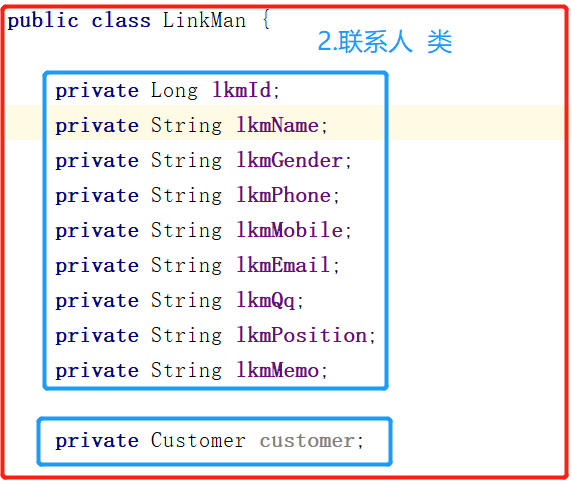 public class LinkMan {
2.联系人 类
private Long lkmId;
private String lkmName;
private String lkmGender;
private String lkmPhone;
private String lkmMobile;
private String lkmEmail;
private String lkmQq;
private String lkmPosition;
private String lkmMemo;
private Customer customer;